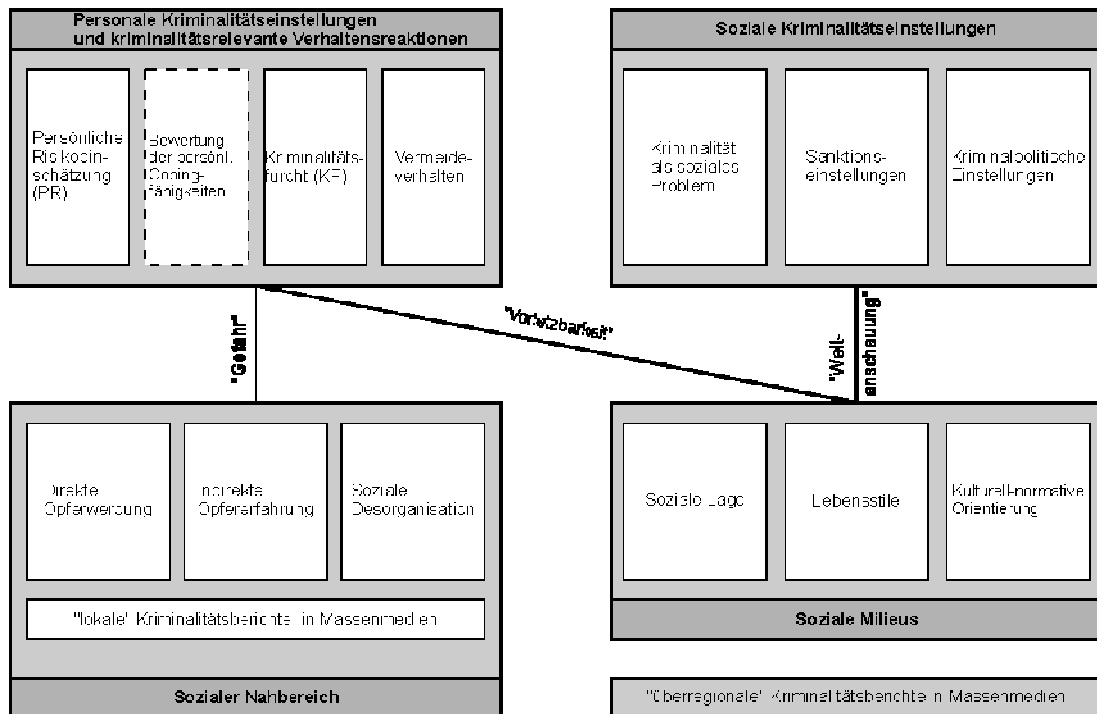 Personale Kriminalitätseinstellungen
und kriminalitätsrelevante Verhaltensreaktionen
Persönliche
Risikoein-
schätzung
(PR)
Bewertung
der persönl.
Coping-
fähigkeiten
Kriminalitäts-
furcht (KF)
Vermeide-
verhalten
Soziale Kriminalitätseinstellungen
Kriminalität
als soziales
Problem
Sanktions-
einstellungen
Kriminalpolitische
Einstellungen
"Gefahr"
"Verletzbarkeit"
"Welt-
anschauung"
Direkte
Opferwerdung
Indirekte
Opfererfahrung
Soziale
Desorganisation
"lokale" Kriminalitätsberichte in Massenmedien
Sozialer Nahbereich
Soziale Lage
Lebensstile
Kulturell-normative
Orientierung
Soziale Milieus
"überregionale" Kriminalitätsberichte in Massenmedien